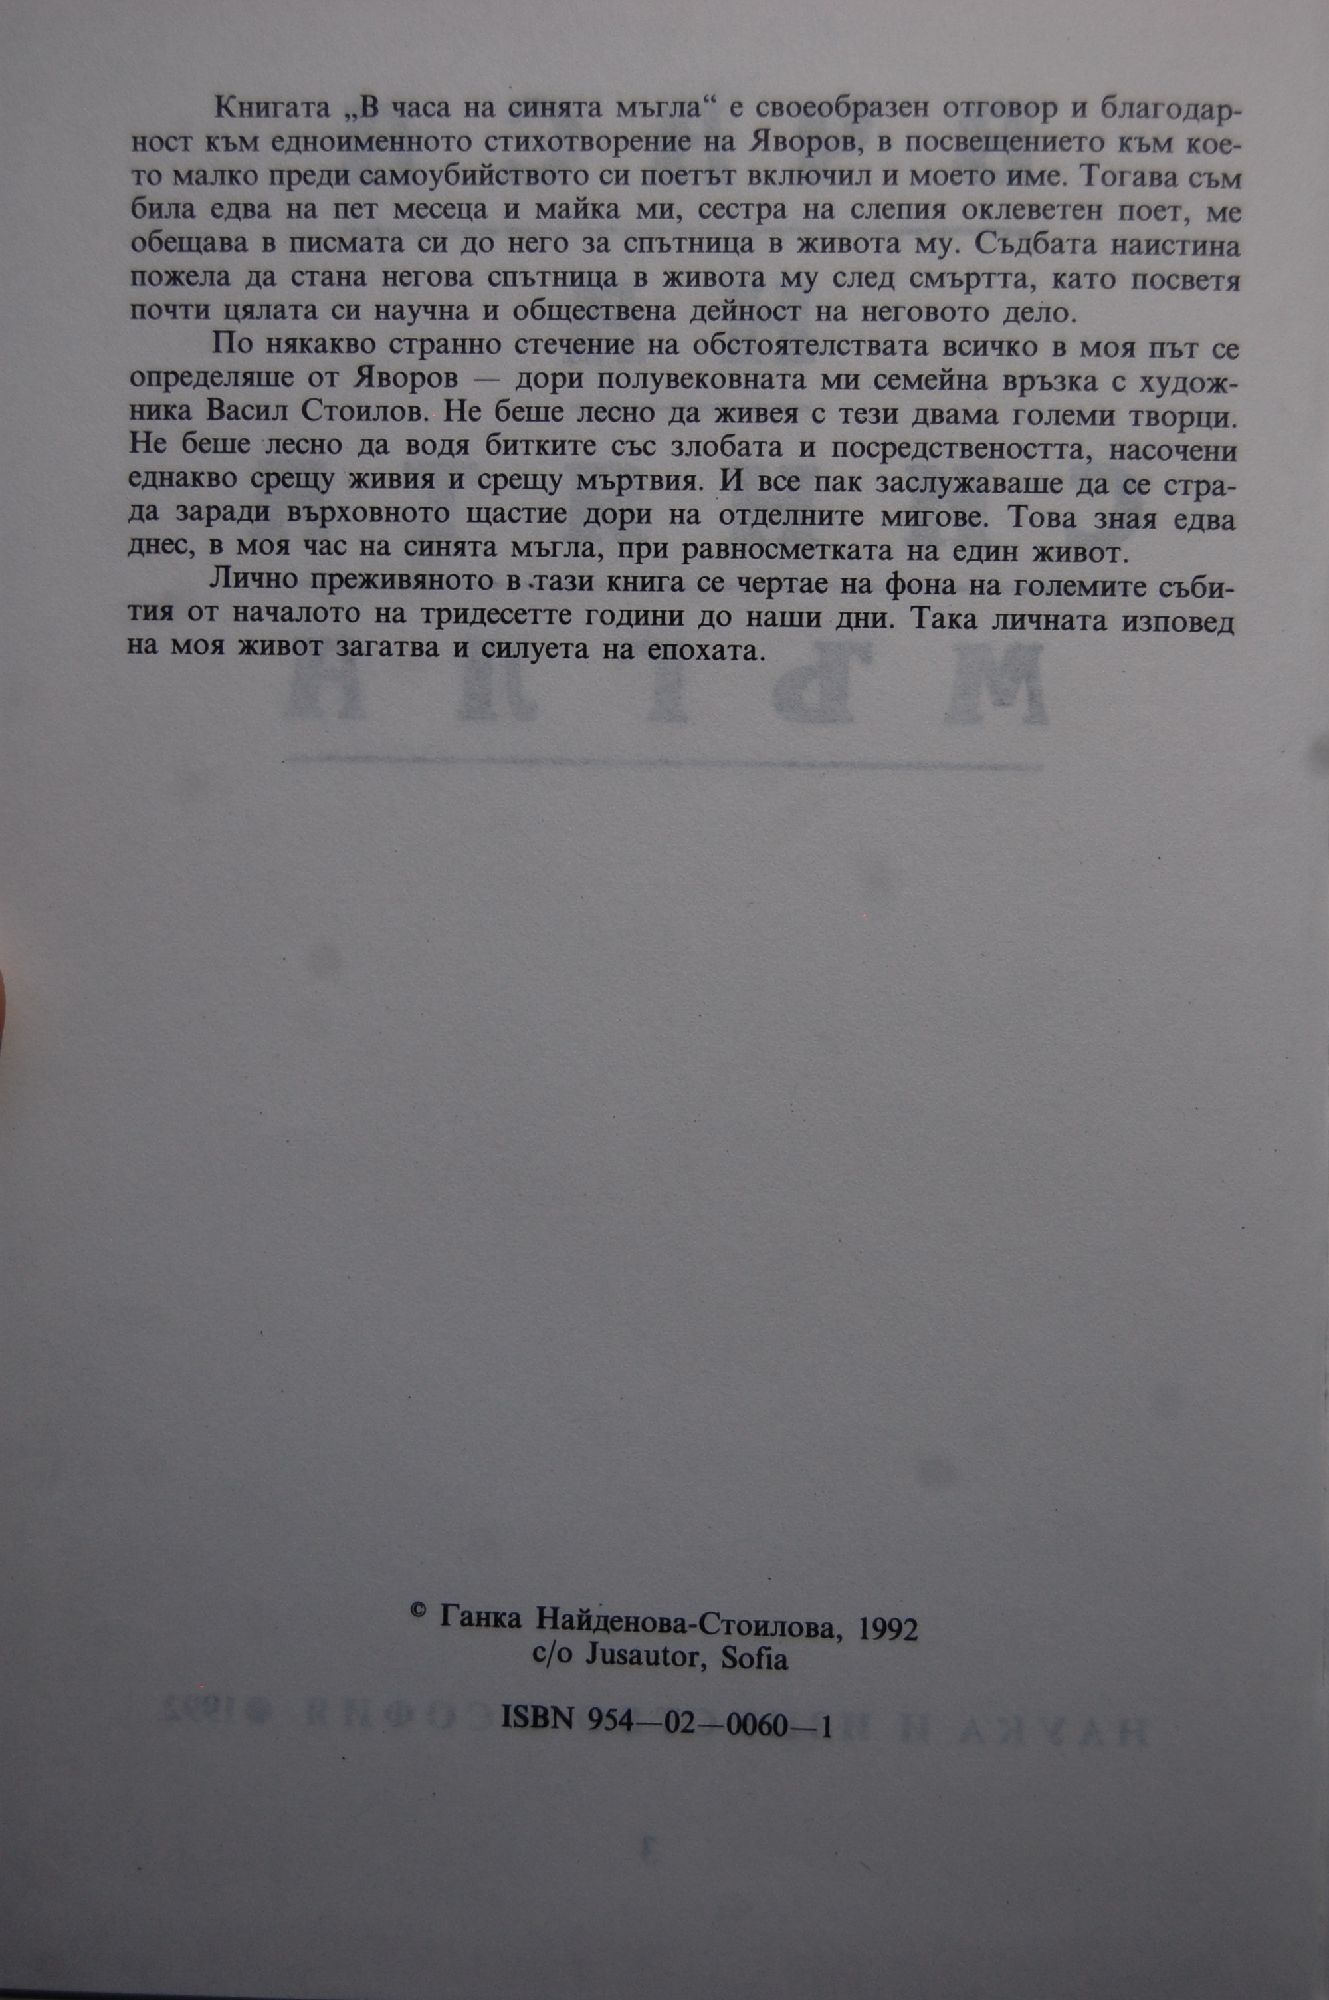 Книгата „В часа на синята мъгла“ е своеобразен отговор и благодар-
ност към едноименното стихотворение на Яворов, в посвещението към кое-
то малко преди самоубийството си поетът включил и моето име. Тогава съм
била едва на пет месеца и майка ми, сестра на слепия оклеветен поет, ме
обещава в писмата си до него за спътница в живота му. Съдбата наистина
пожела да стана негова спътница в живота му след смъртта, като посветя
почти цялата си научна и обществена дейност на неговото дело.
По някакво странно стечение на обстоятелствата всичко в моя път се
определяше от Яворов — дори полувековната ми семейна връзка с худож-
ника Васил Стоилов. Не беше лесно да живея с тези двама големи творци.
Не беше лесно да водя битките със злобата и посредствеността, насочени
еднакво срещу живия и срещу мъртвия. И все пак заслужаваше да се стра-
да заради върховното щастие дори на отделните мигове. Това зная едва
днес, в моя час на синята мъгла, при равносметката на един живот.
Лично преживяното в тази книга се чертае на фона на големите съби-
тия от началото на тридесетте години до наши дни. Така личната изповед
на моя живот загатва и силуета на епохата.
МЪГЛА
© Ганка Найденова-Стоилова, 1992
c/o Jusautor, Sofia
ISBN 954—02—0060—1